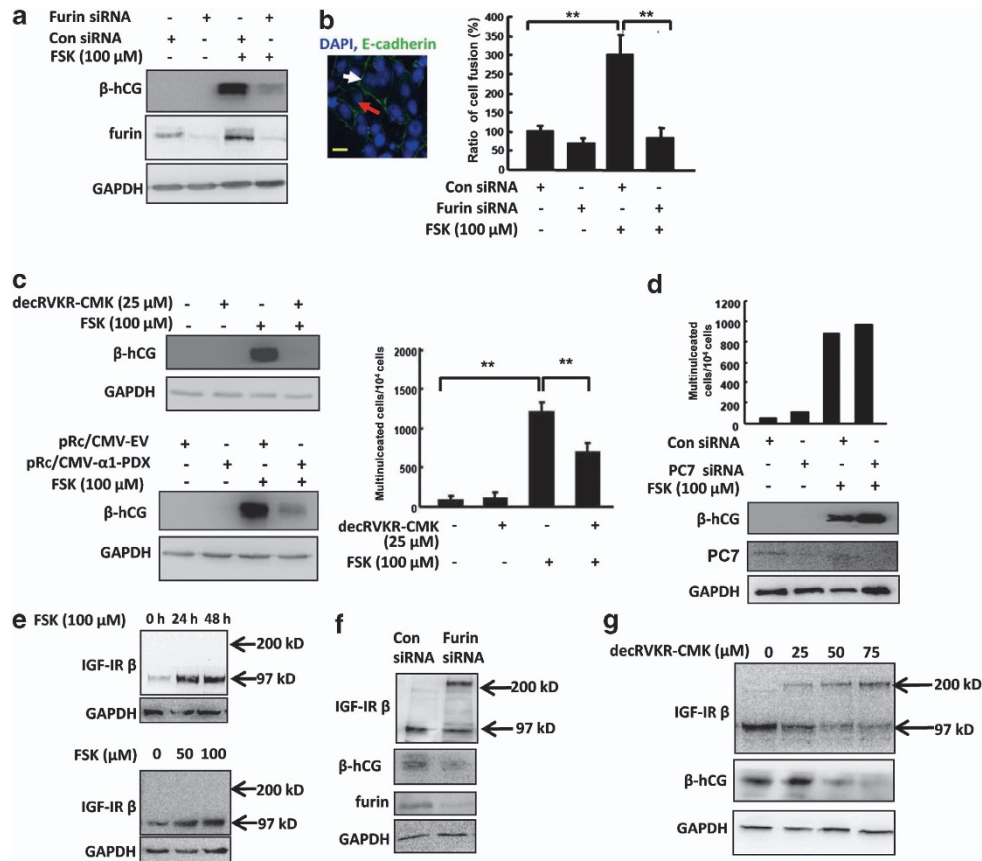 a
Furin siRNA - + - +
Con siRNA + - + -
FSK (100 μM) - - + +
β-hCG
furin
GAPDH
b
DAPI, E-cadherin
Ratio of cell fusion (%)
400
350
300
250
200
150
100
50
0
** **
Con siRNA + - + -
Furin siRNA - + - +
FSK (100 μM) - - + +
c
decRVKR-CMK (25 μM) - + - +
FSK (100 μM) - - + +
β-hCG
GAPDH
pRc/CMV-EV + - + -
pRc/CMV-α1-PDX - + - +
FSK (100 μM) - - + +
β-hCG
GAPDH
Multinulceated cells/10⁴ cells
2000
1500
1000
500
0
** **
decRVKR-CMK - + - +
(25 μM)
FSK (100 μM) - - + +
d
Multinulceated
cells/10⁴ cells
1200
1000
800
600
400
200
0
Con siRNA + - + -
PC7 siRNA - + - +
FSK (100 μM) - - + +
β-hCG
PC7
GAPDH
e
FSK (100 μM) 0 h 24 h 48 h
200 kD
IGF-IR β
97 kD
GAPDH
FSK (μM) 0 50 100
200 kD
IGF-IR β
97 kD
GAPDH
f
Con Furin
siRNA siRNA
200 kD
IGF-IR β
97 kD
β-hCG
furin
GAPDH
g
decRVKR-CMK (μM) 0 25 50 75
200 kD
IGF-IR β
97 kD
β-hCG
GAPDH